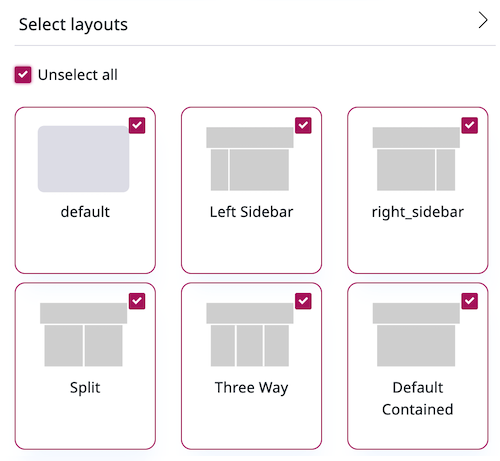 Select layouts
Unselect all
default
Left Sidebar
right_sidebar
Split
Three Way
Default
Contained